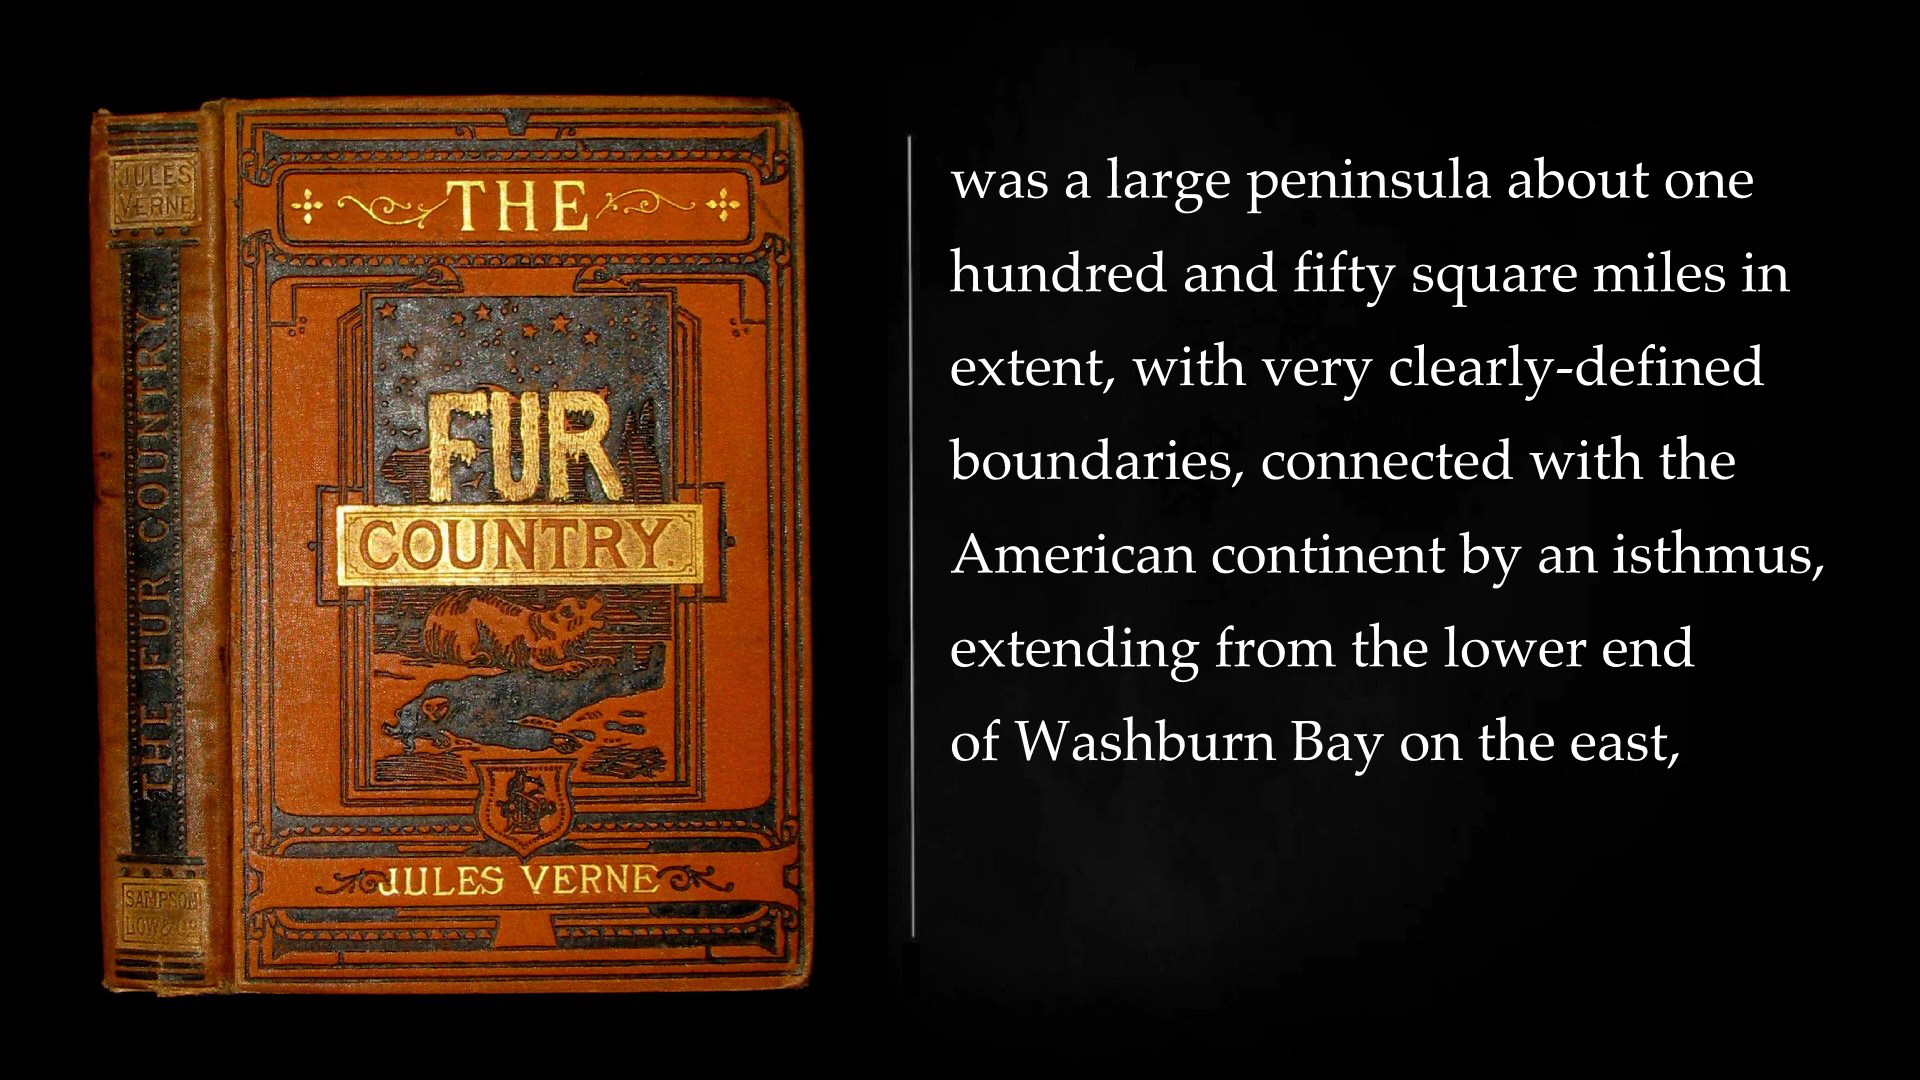 JULES
VERNE
THE FUR COUNTRY.
SAMPSON
LOW & Co
THE
FUR
COUNTRY.
JULES VERNE
was a large peninsula about one
hundred and fifty square miles in
extent, with very clearly-defined
boundaries, connected with the
American continent by an isthmus,
extending from the lower end
of Washburn Bay on the east,